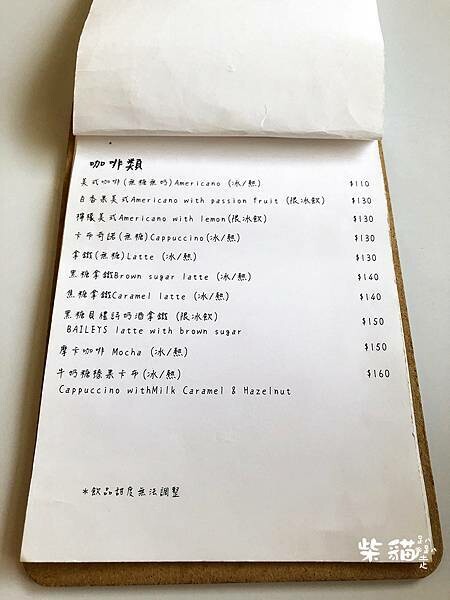 咖啡類
美式咖啡(無糖無奶)Americano (冰/熱) $110
百香果美式Americano with passion fruit (限冰飲) $130
檸檬美式Americano with lemon(限冰飲) $130
卡布奇諾(無糖)Cappuccino(冰/熱) $130
拿鐵(無糖)Latte (冰/熱) $130
黑糖拿鐵Brown sugar latte (冰/熱) $140
焦糖拿鐵Caramel latte (冰/熱) $140
黑糖貝禮詩奶酒拿鐵 (限冰飲) $150
BAILEYS latte with brown sugar
摩卡咖啡 Mocha (冰/熱) $150
牛奶糖榛果卡布(冰/熱) $160
Cappuccino withMilk Caramel & Hazelnut
*飲品甜度無法調整
柴貓